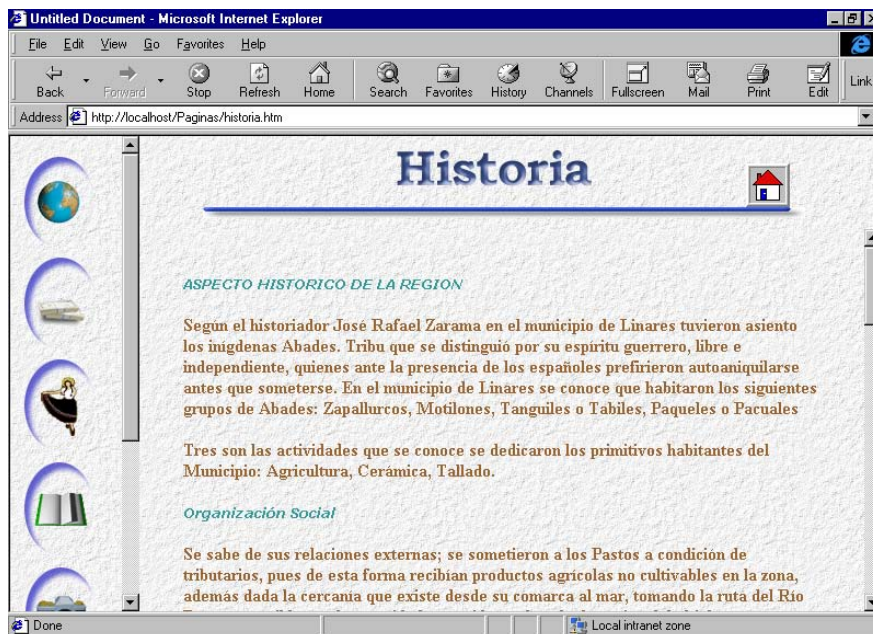 Untitled Document - Microsoft Internet Explorer
File Edit View Go Favorites Help
Back Forward Stop Refresh Home Search Favorites History Channels Fullscreen Mail Print Edit Link
Address http://localhost/Paginas/historia.htm
Historia
ASPECTO HISTORICO DE LA REGION
Según el historiador José Rafael Zarama en el municipio de Linares tuvieron asiento
los inígdenas Abades. Tribu que se distinguió por su espíritu guerrero, libre e
independiente, quienes ante la presencia de los españoles prefirieron autoaniquilarse
antes que someterse. En el municipio de Linares se conoce que habitaron los siguientes
grupos de Abades: Zapallurcos, Motilones, Tanguiles o Tabiles, Paqueles o Pacuales
Tres son las actividades que se conoce se dedicaron los primitivos habitantes del
Municipio: Agricultura, Cerámica, Tallado.
Organización Social
Se sabe de sus relaciones externas; se sometieron a los Pastos a condición de
tributarios, pues de esta forma recibían productos agrícolas no cultivables en la zona,
además dada la cercanía que existe desde su comarca al mar, tomando la ruta del Río
Done Local intranet zone